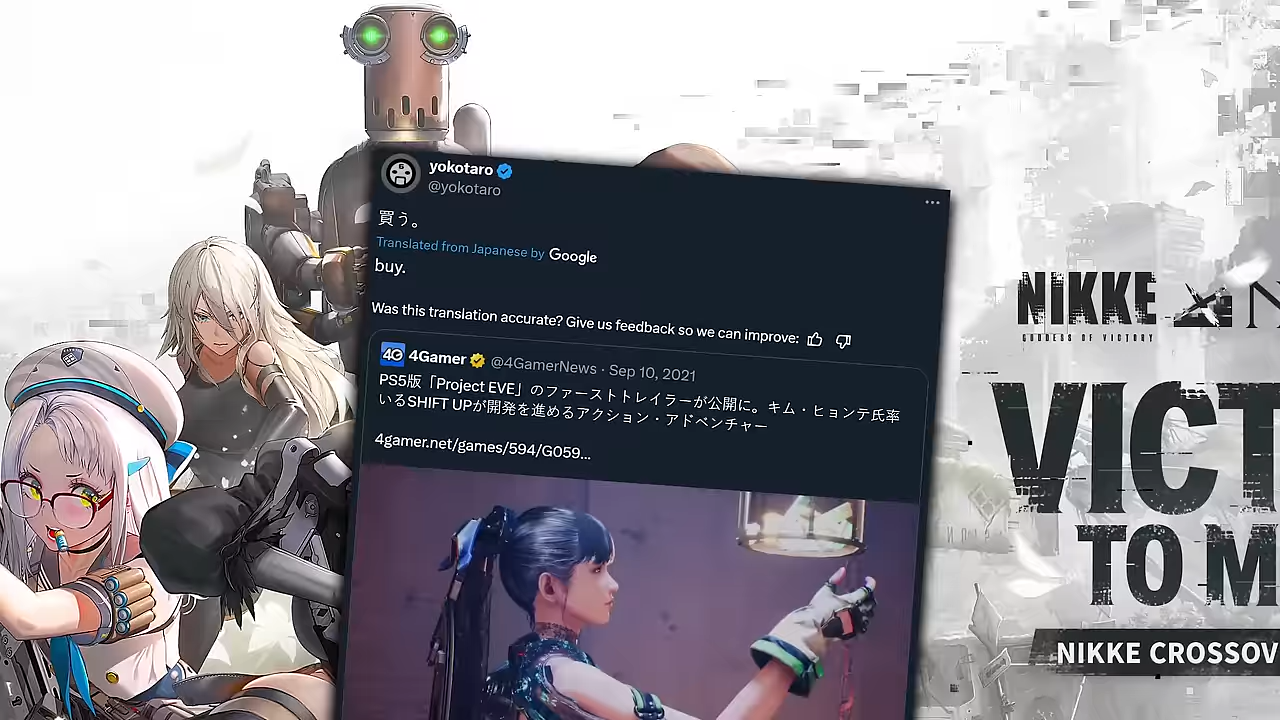 yokotaro
@yokotaro
買う。
Translated from Japanese by Google
buy.
Was this translation accurate? Give us feedback so we can improve:
4G 4Gamer @4GamerNews · Sep 10, 2021
PS5版「Project EVE」のファーストトレイラーが公開に。キム・ヒョンテ氏率
いるSHIFT UPが開発を進めるアクション・アドベンチャー
4gamer.net/games/594/G059...
NIKKE
GODDESS OF VICTORY
VICT
TO M
NIKKE CROSSOV